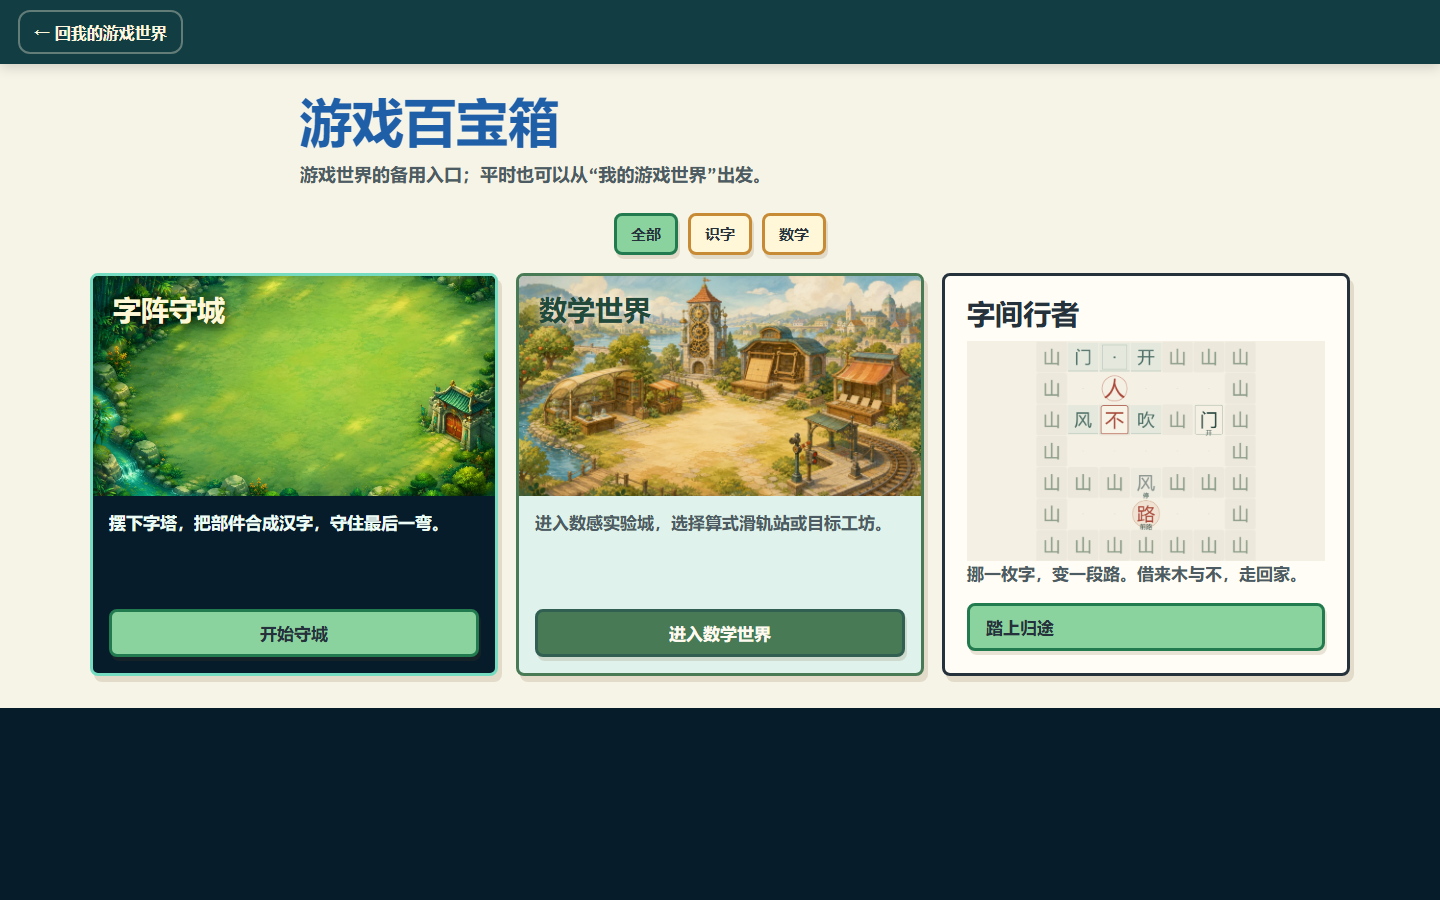 ← 回我的游戏世界
游戏百宝箱
游戏世界的备用入口；平时也可以从“我的游戏世界”出发。
全部
识字
数学
字阵守城
摆下字塔，把部件合成汉字，守住最后一弯。
开始守城
数学世界
进入数感实验城，选择算式滑轨站或目标工坊。
进入数学世界
字间行者
山 门 · 开 山 山 山
山 人 山
山 风 不 吹 山 门 山
开
山 山
山 山 山 风 山 山 山
停
山 路 山
山 山 山 山 山 山 山
挪一枚字，变一段路。借来木与不，走回家。
踏上归途